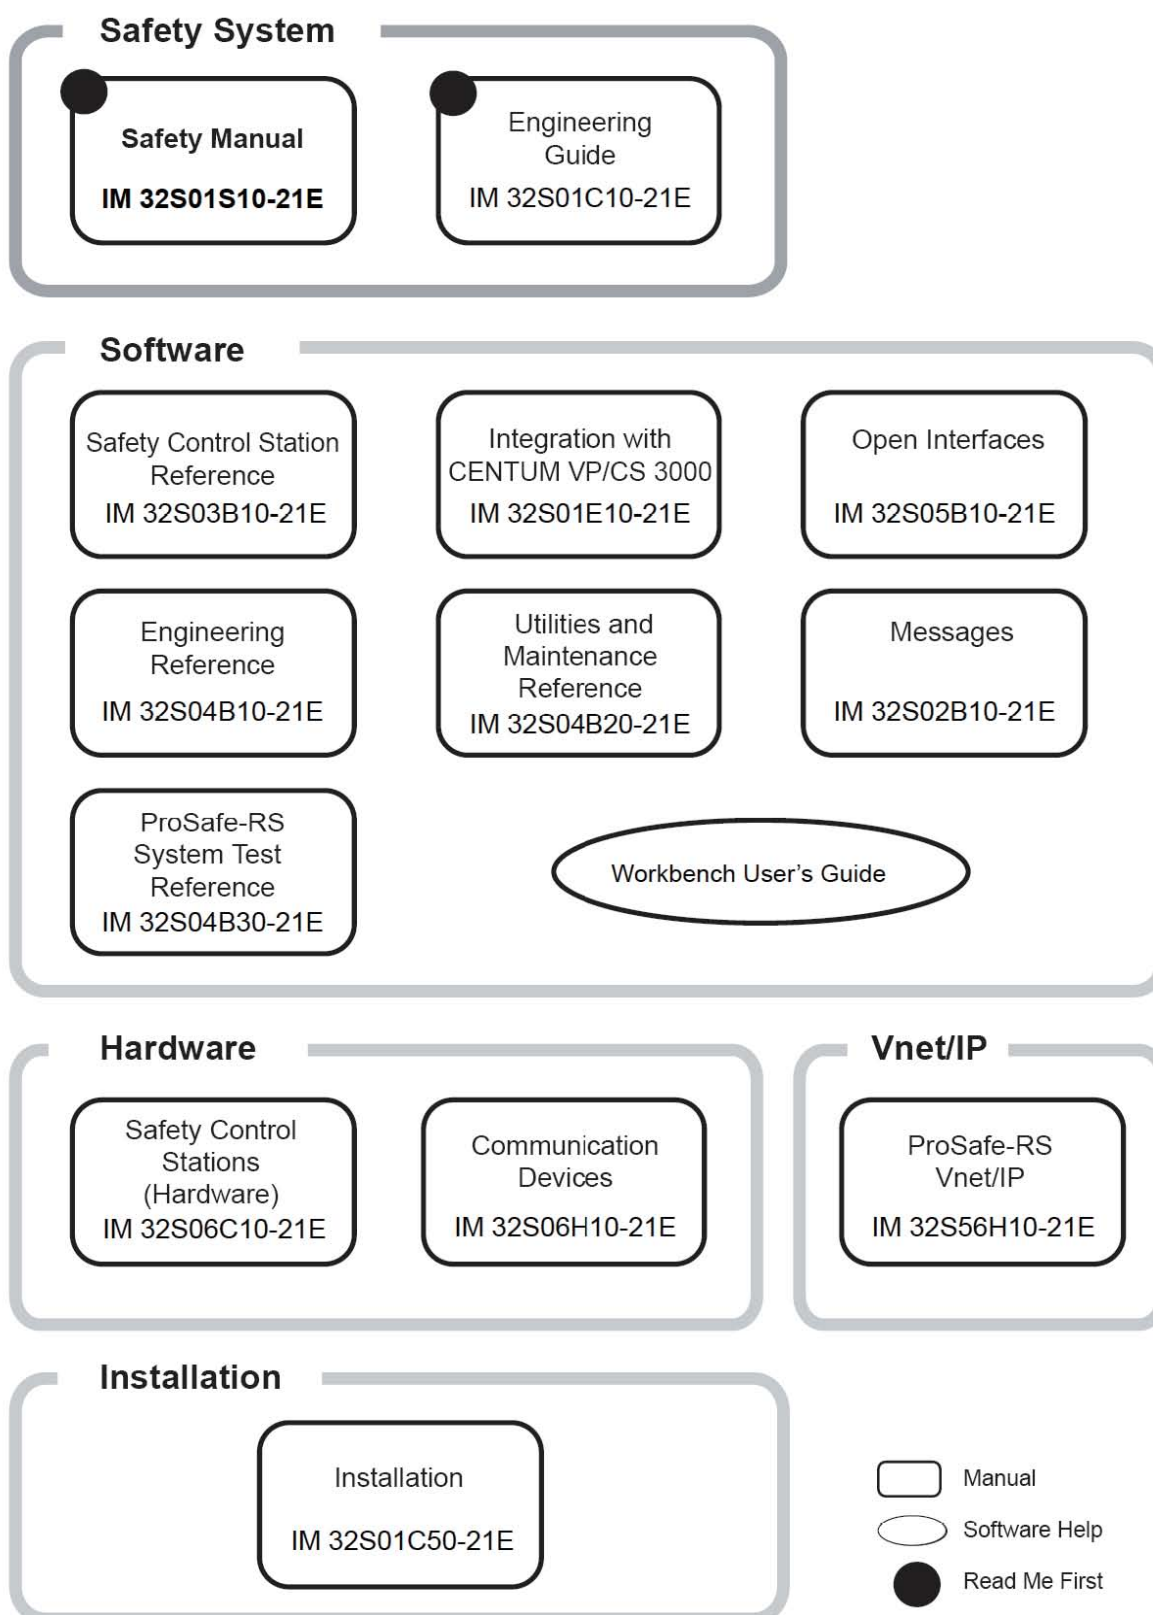 Safety System
Safety Manual
IM 32S01S10-21E
Engineering
Guide
IM 32S01C10-21E
Software
Safety Control Station
Reference
IM 32S03B10-21E
Integration with
CENTUM VP/CS 3000
IM 32S01E10-21E
Open Interfaces
IM 32S05B10-21E
Engineering
Reference
IM 32S04B10-21E
Utilities and
Maintenance
Reference
IM 32S04B20-21E
Messages
IM 32S02B10-21E
ProSafe-RS
System Test
Reference
IM 32S04B30-21E
Workbench User's Guide
Hardware
Safety Control
Stations
(Hardware)
IM 32S06C10-21E
Communication
Devices
IM 32S06H10-21E
Vnet/IP
ProSafe-RS
Vnet/IP
IM 32S56H10-21E
Installation
Installation
IM 32S01C50-21E
Manual
Software Help
Read Me First